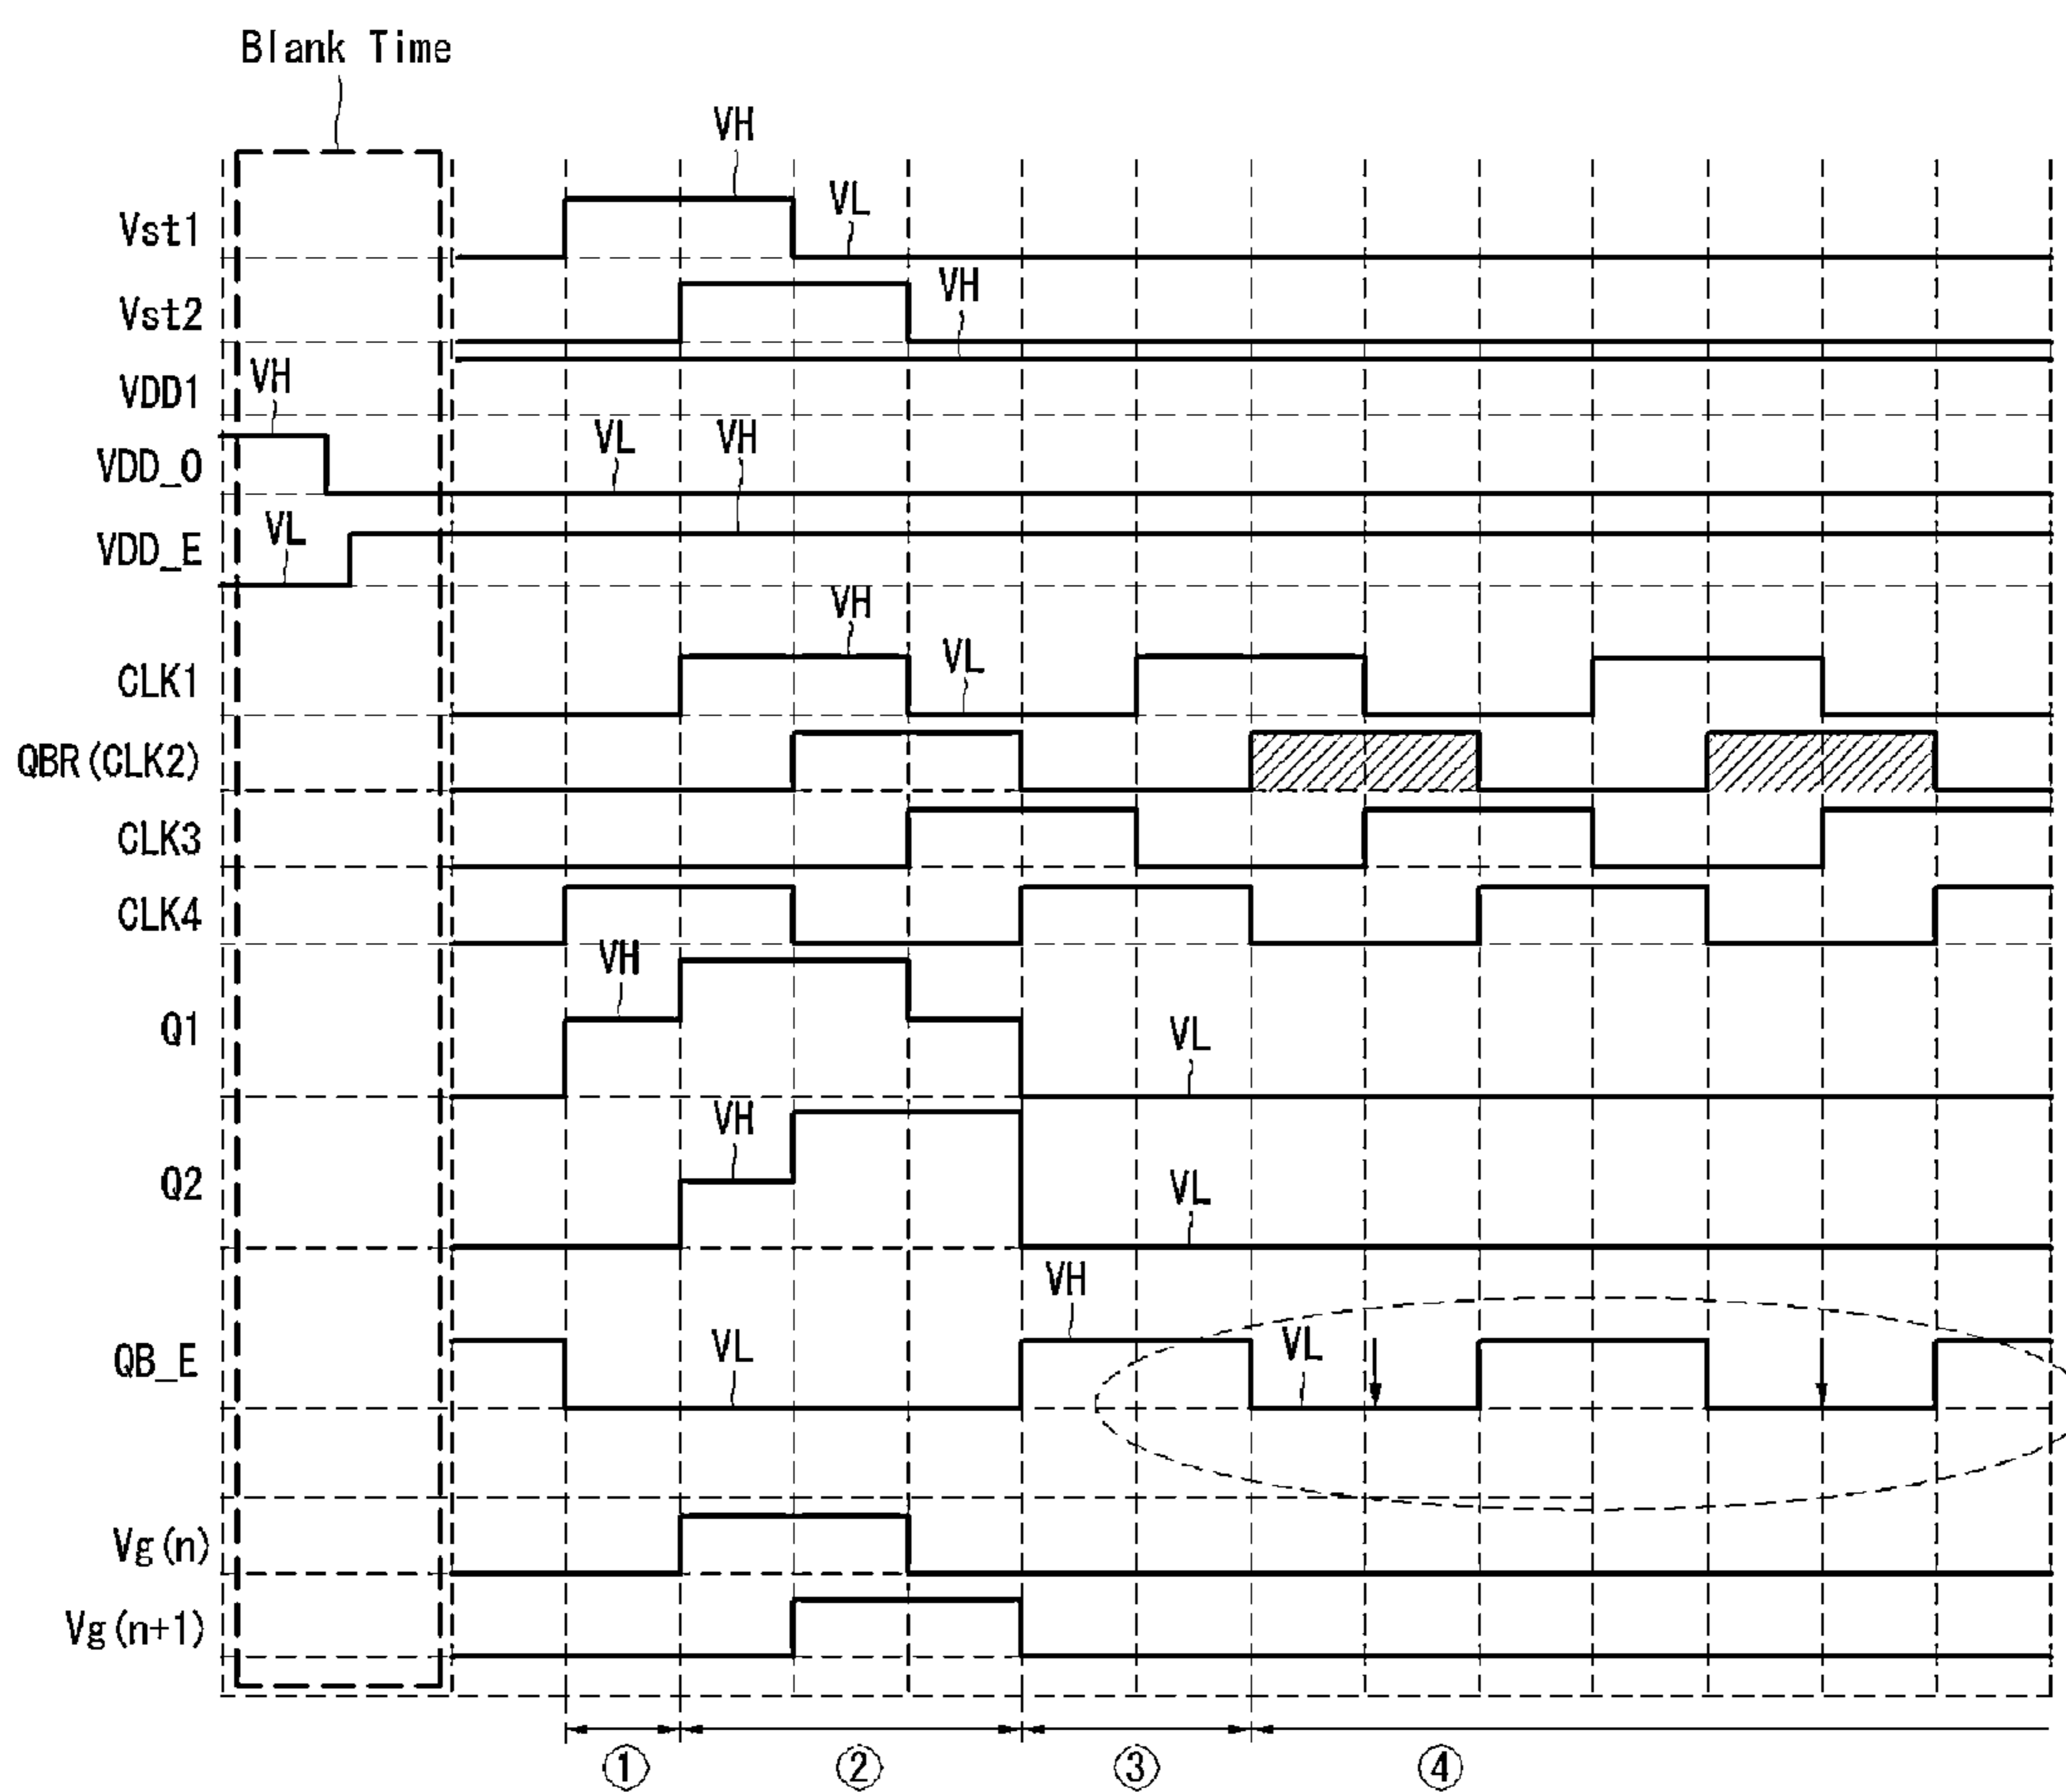 Blank Time
VH
Vst1
VL
Vst2
VH
VDD1
VH
VDD_O
VL
VH
VDD_E
VL
VH
CLK1
VL
QBR(CLK2)
CLK3
CLK4
VH
Q1
VL
VH
Q2
VL
VH
QB_E
VL
VL
Vg(n)
Vg(n+1)
① ② ③ ④